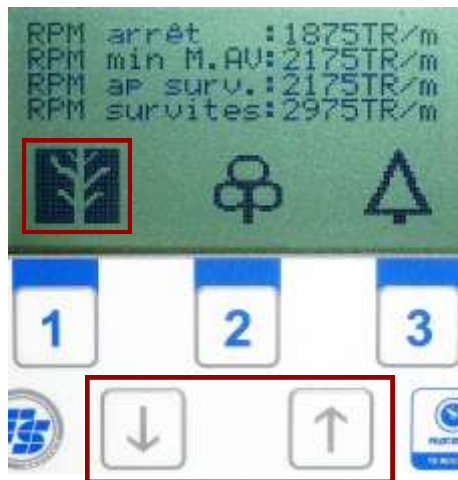 RPM arrêt :1875TR/m
RPM min M.AV:2175TR/m
RPM ap surv.:2175TR/m
RPM survites:2975TR/m
1 2 3